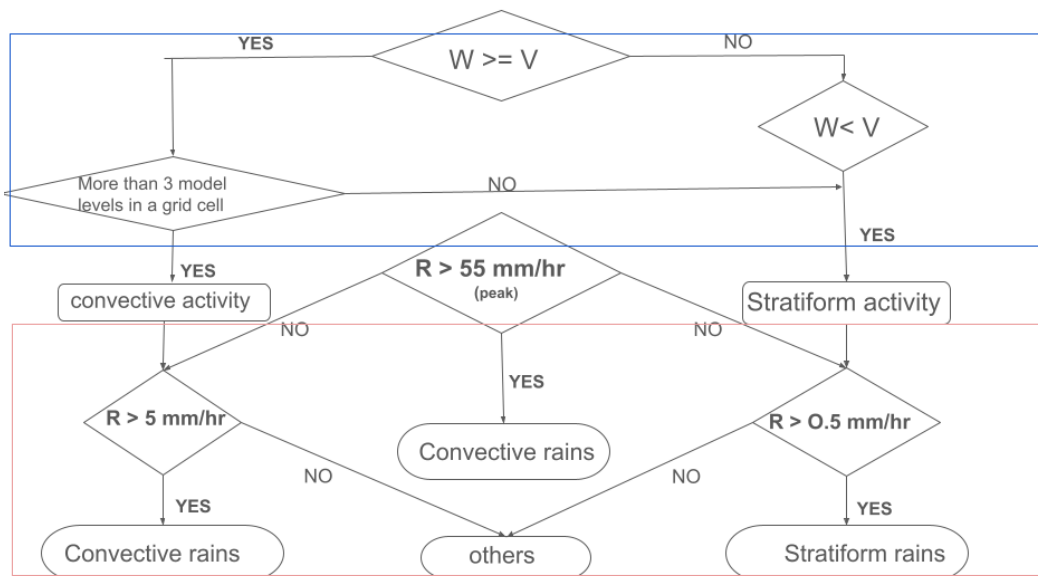 YES
NO
W >= V
W< V
More than 3 model
levels in a grid cell
NO
YES
YES
R > 55 mm/hr
(peak)
convective activity
Stratiform activity
NO
NO
YES
R > 5 mm/hr
R > O.5 mm/hr
Convective rains
NO
NO
YES
YES
Convective rains
others
Stratiform rains